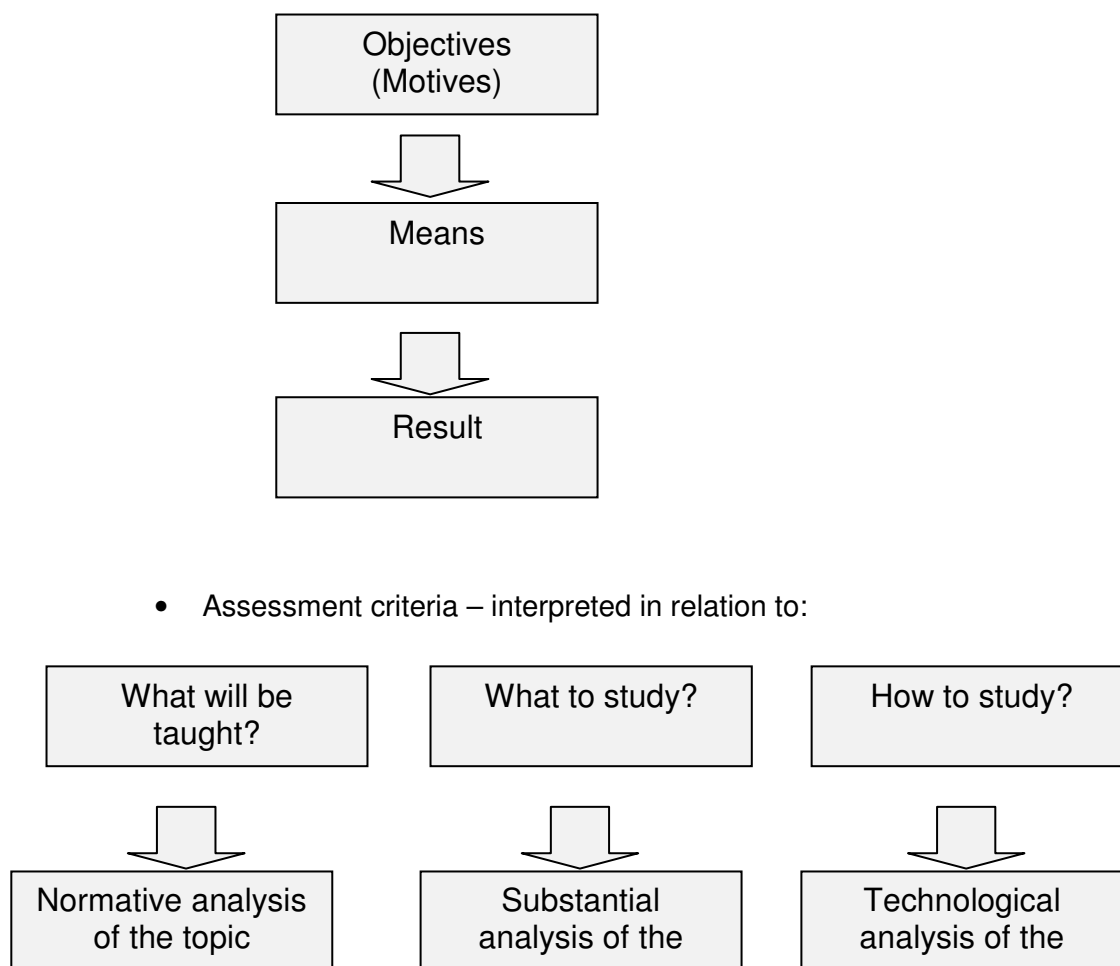 Objectives
(Motives)
Means
Result
• Assessment criteria – interpreted in relation to:
What will be
taught?
What to study?
How to study?
Normative analysis
of the topic
Substantial
analysis of the
Technological
analysis of the